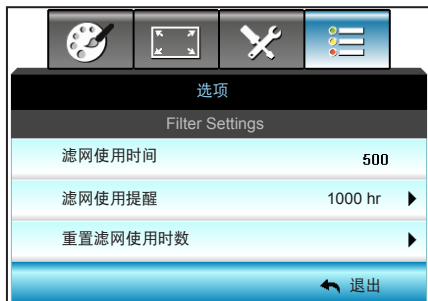 选项
Filter Settings
滤网使用时间 500
滤网使用提醒 1000 hr
重置滤网使用时数
退出